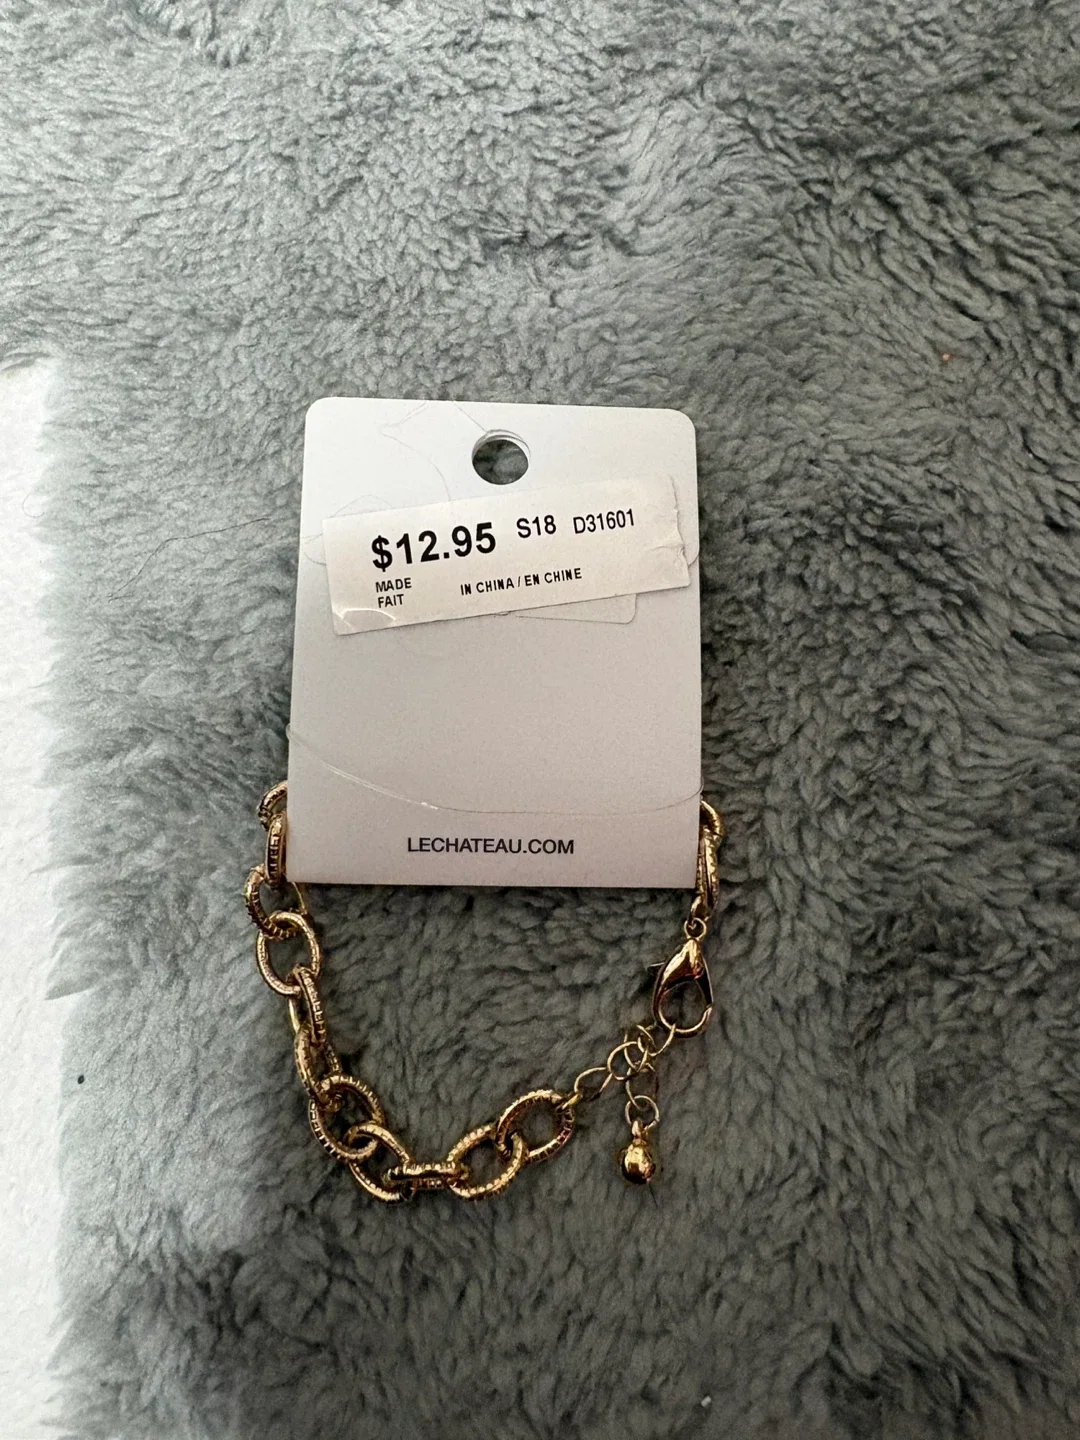 $12.95 S18 D31601
MADE IN CHINA / EN CHINE
FAIT
LECHATEAU.COM